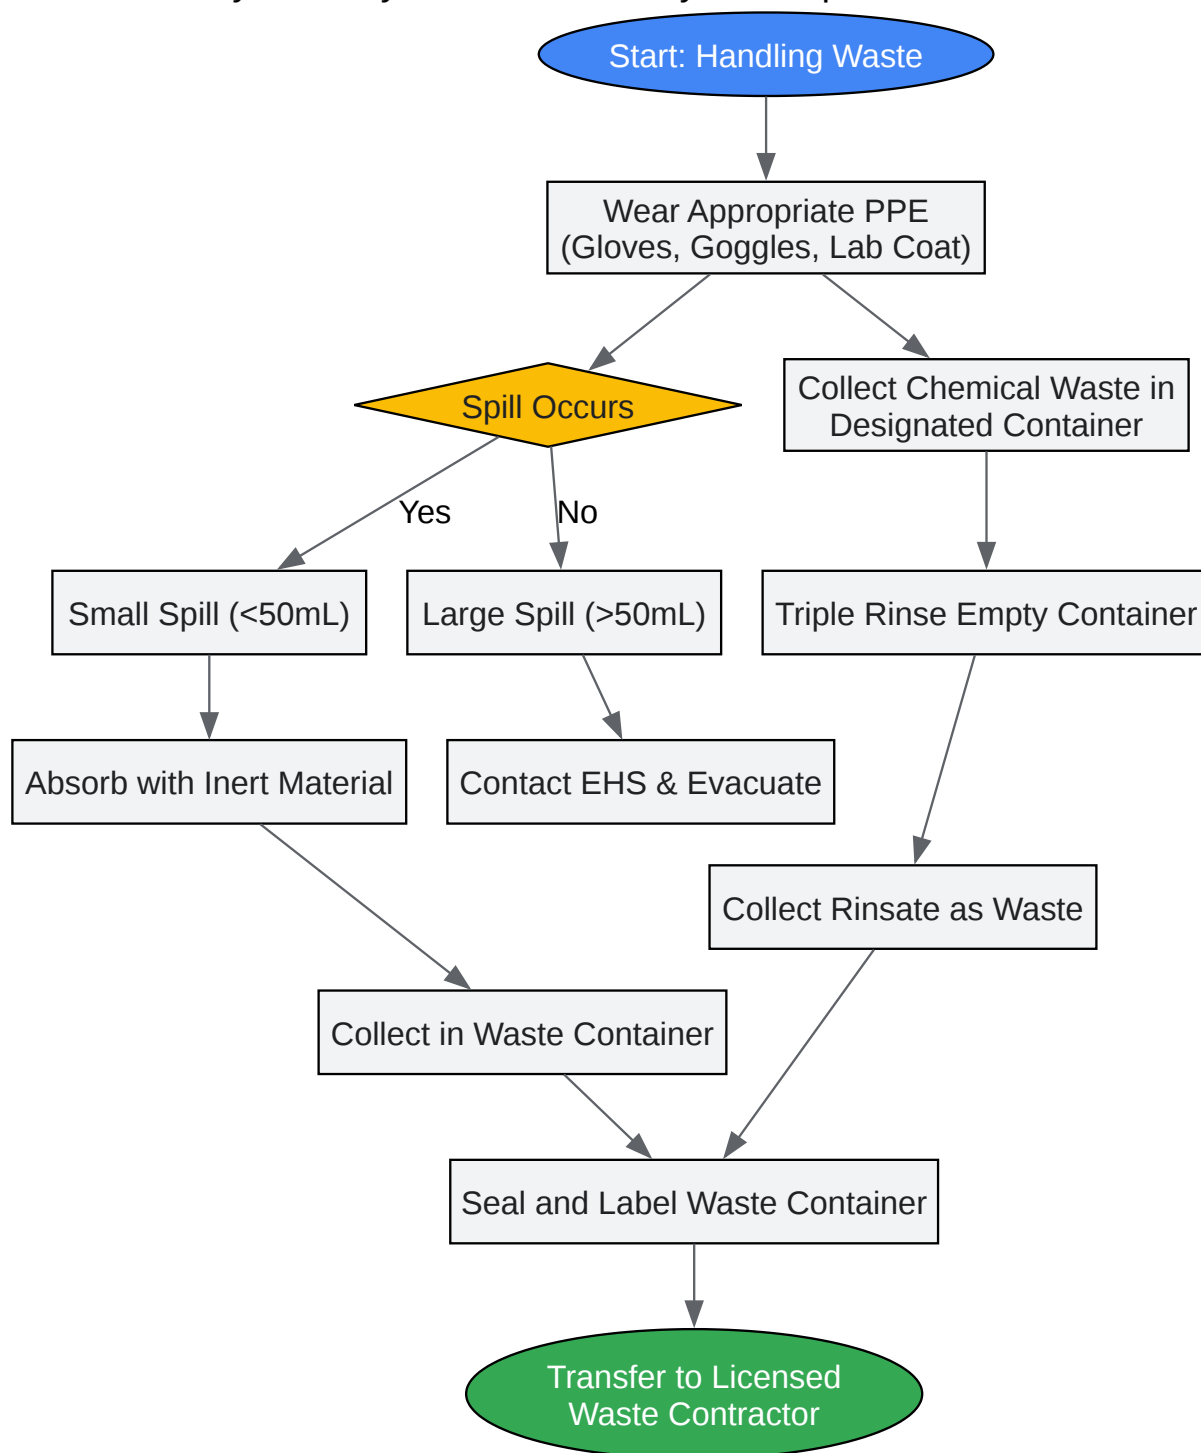 Start: Handling Waste
Wear Appropriate PPE
(Gloves, Goggles, Lab Coat)
Spill Occurs
Collect Chemical Waste in
Designated Container
Yes
No
Small Spill (<50mL)
Large Spill (>50mL)
Triple Rinse Empty Container
Absorb with Inert Material
Contact EHS & Evacuate
Collect Rinsate as Waste
Collect in Waste Container
Seal and Label Waste Container
Transfer to Licensed
Waste Contractor